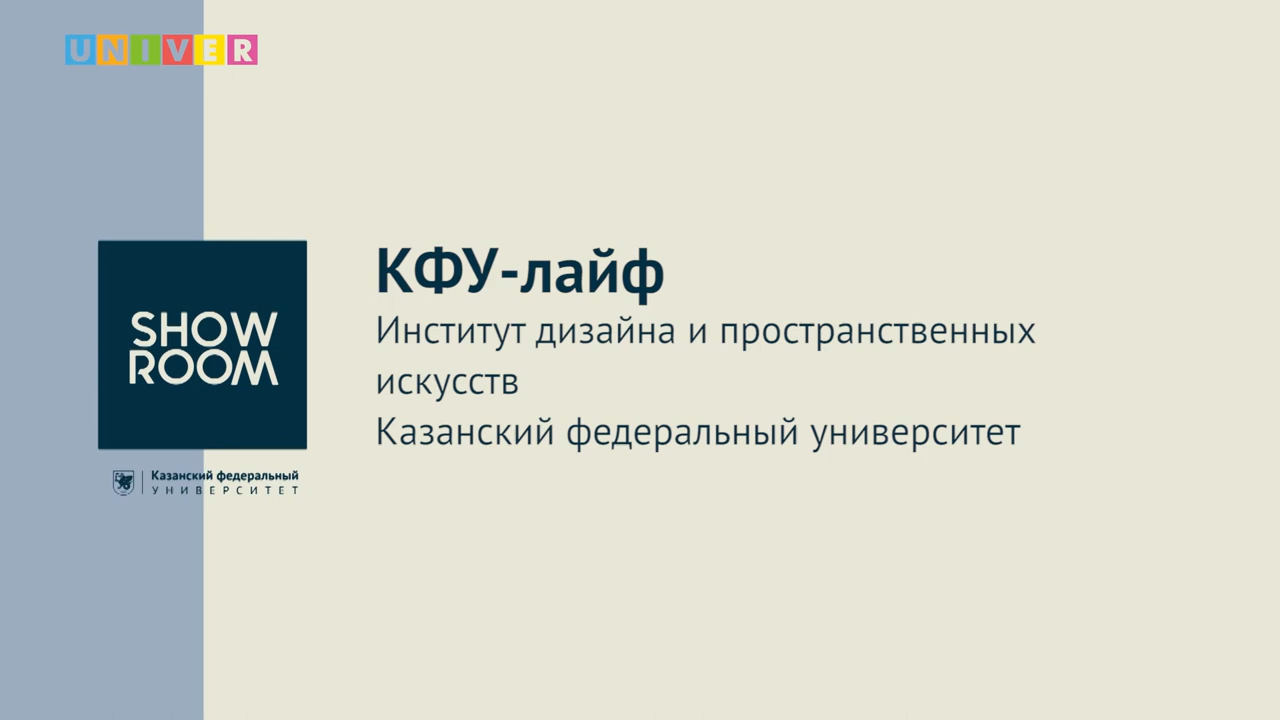 UNIVER
SHOW
ROOM
Казанский федеральный
УНИВЕРСИТЕТ
КФУ-лайф
Институт дизайна и пространственных
искусств
Казанский федеральный университет